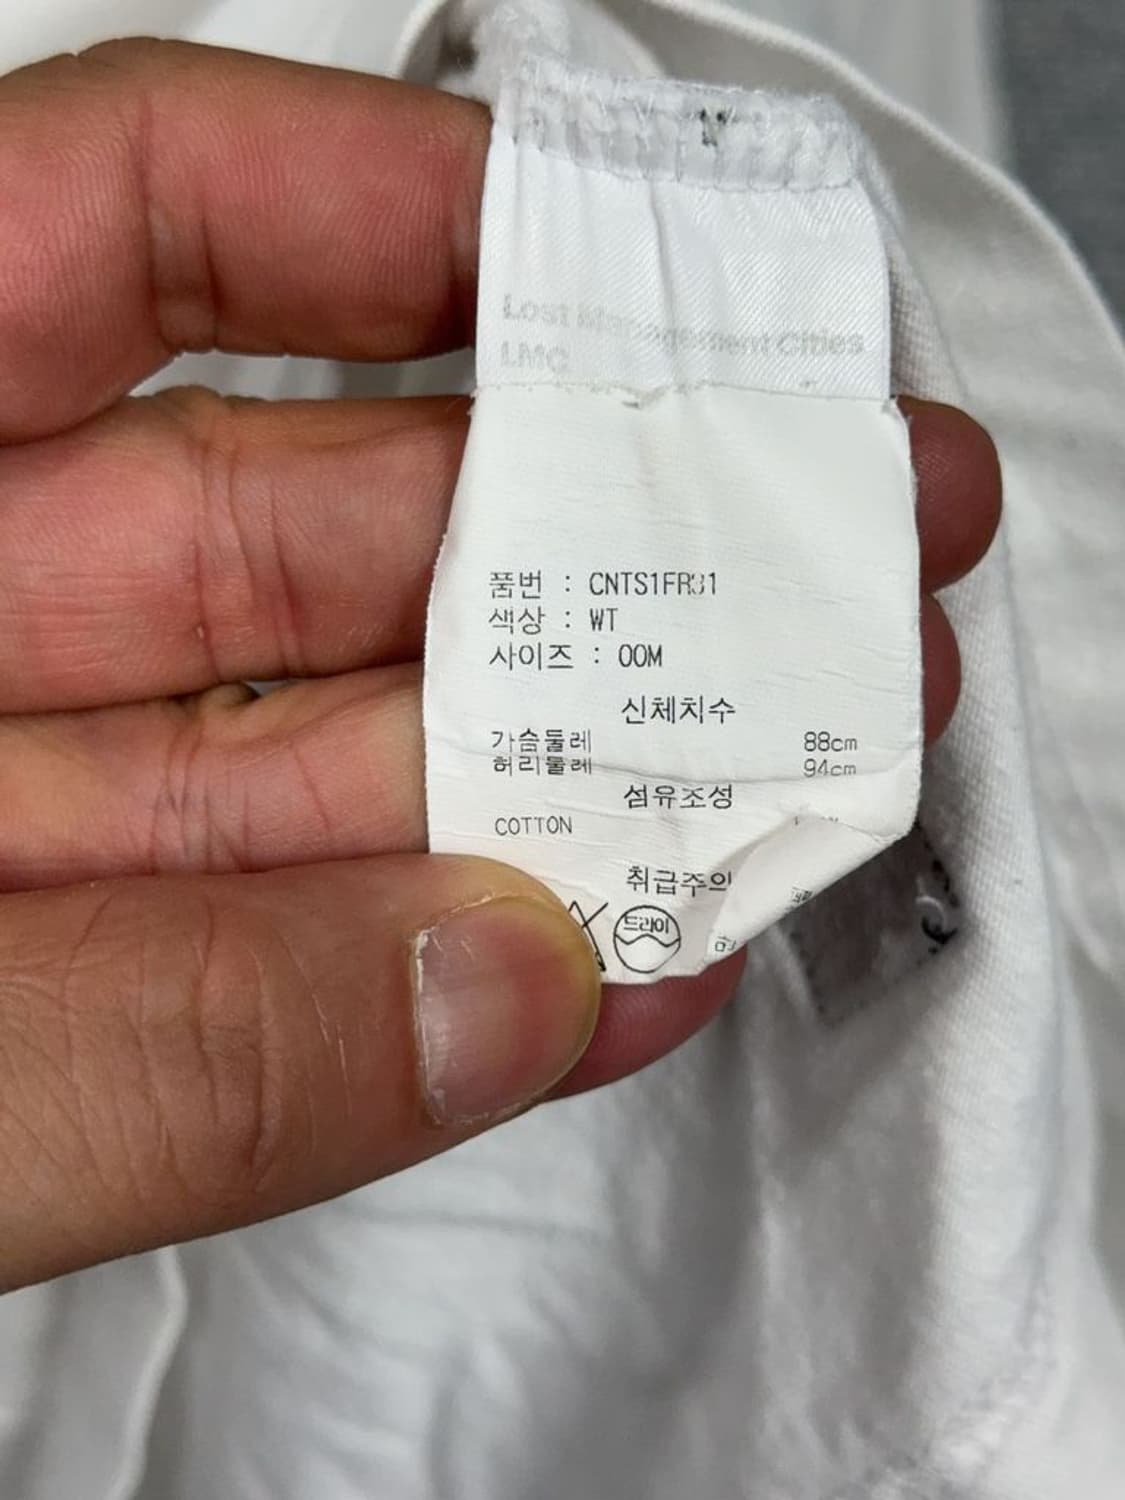 Lost Management Cities
LMC
품번 : CNTS1FR31
색상 : WT
사이즈 : 00M
신체치수
가슴둘레 88cm
허리둘레 94cm
섬유조성
COTTON
취급주의
드라이